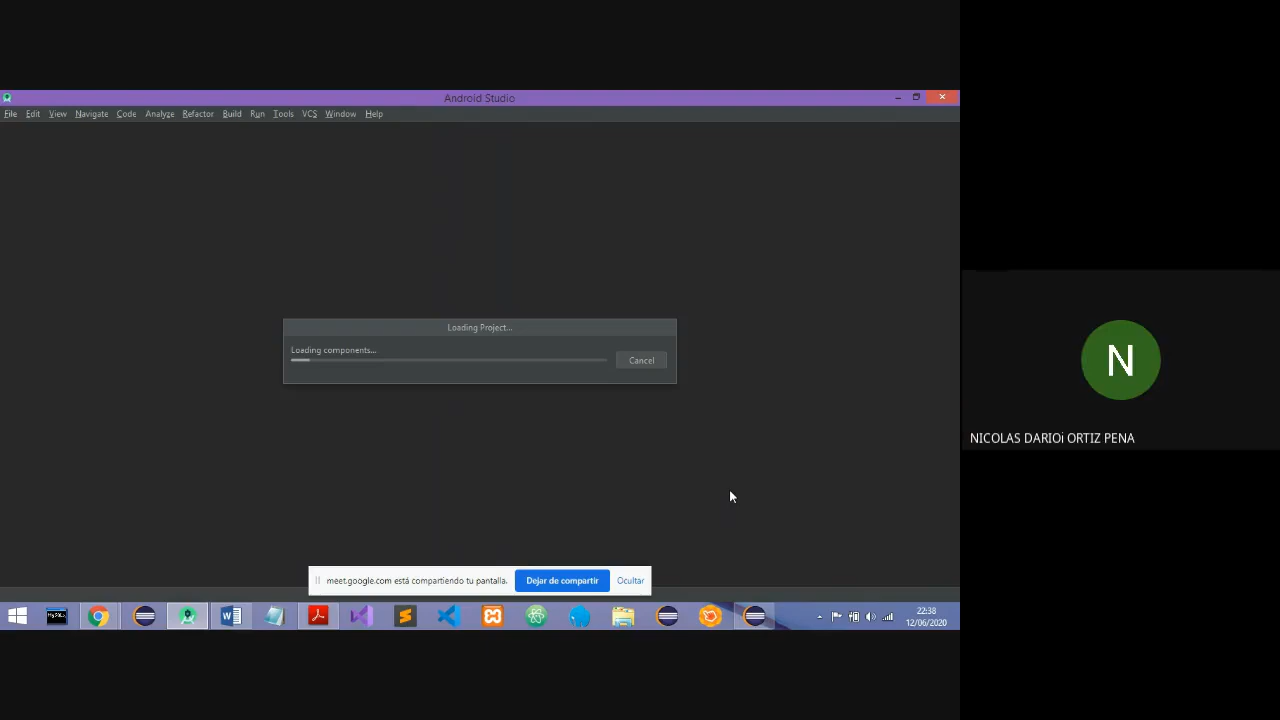 Android Studio
File Edit View Navigate Code Analyze Refactor Build Run Tools VCS Window Help
Loading Project...
Loading components...
Cancel
N
NICOLAS DARIOi ORTIZ PENA
meet.google.com está compartiendo tu pantalla. Dejar de compartir Ocultar
22:38
12/06/2020